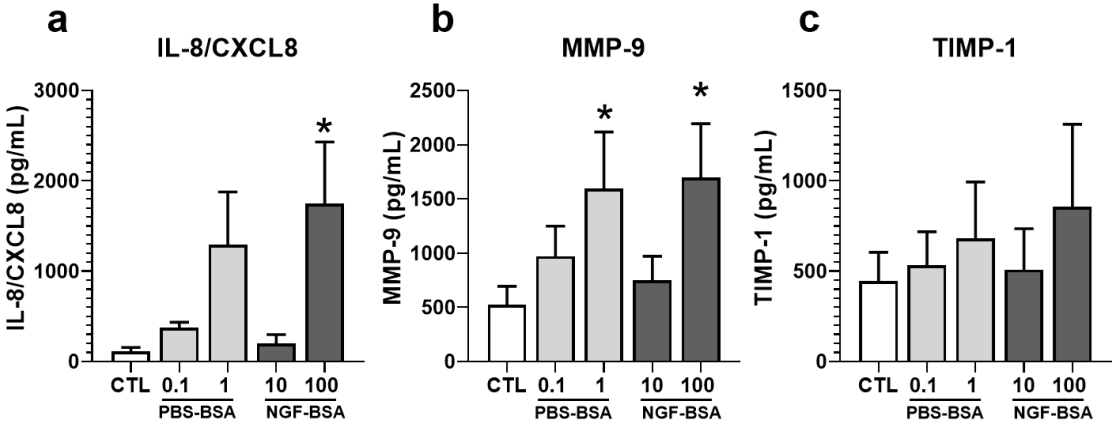 a
IL-8/CXCL8
IL-8/CXCL8 (pg/mL)
3000
2000
1000
0
*
CTL 0.1 1 10 100
PBS-BSA NGF-BSA
b
MMP-9
MMP-9 (pg/mL)
2500
2000
1500
1000
500
0
* *
CTL 0.1 1 10 100
PBS-BSA NGF-BSA
c
TIMP-1
TIMP-1 (pg/mL)
1500
1000
500
0
CTL 0.1 1 10 100
PBS-BSA NGF-BSA